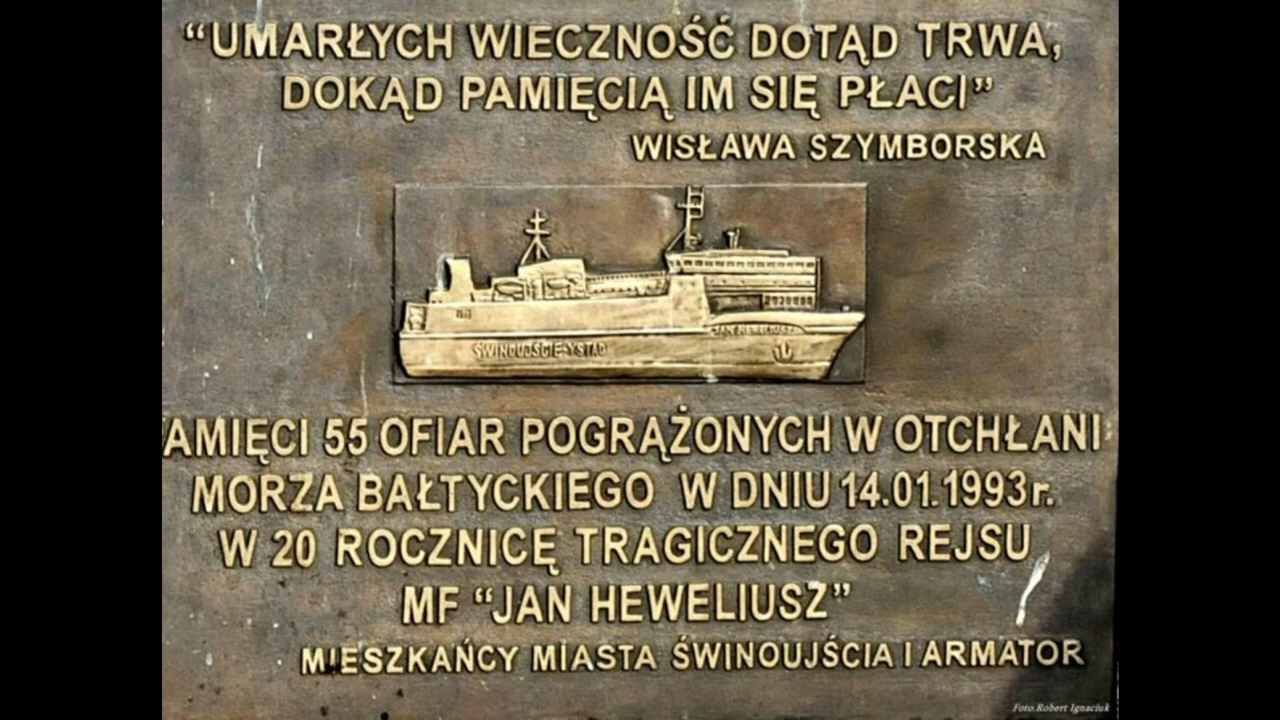 “UMARŁYCH WIECZNOŚĆ DOTĄD TRWA,
DOKĄD PAMIĘCIĄ IM SIĘ PŁACI”
WISŁAWA SZYMBORSKA
JAN HEWELIUSZ
ŚWINOUJŚCIE-YSTAD
AMIĘCI 55 OFIAR POGRĄŻONYCH W OTCHŁANI
MORZA BAŁTYCKIEGO W DNIU 14.01.1993r.
W 20 ROCZNICĘ TRAGICZNEGO REJSU
MF “JAN HEWELIUSZ”
MIESZKAŃCY MIASTA ŚWINOUJŚCIA I ARMATOR
Foto.Robert Ignaciuk